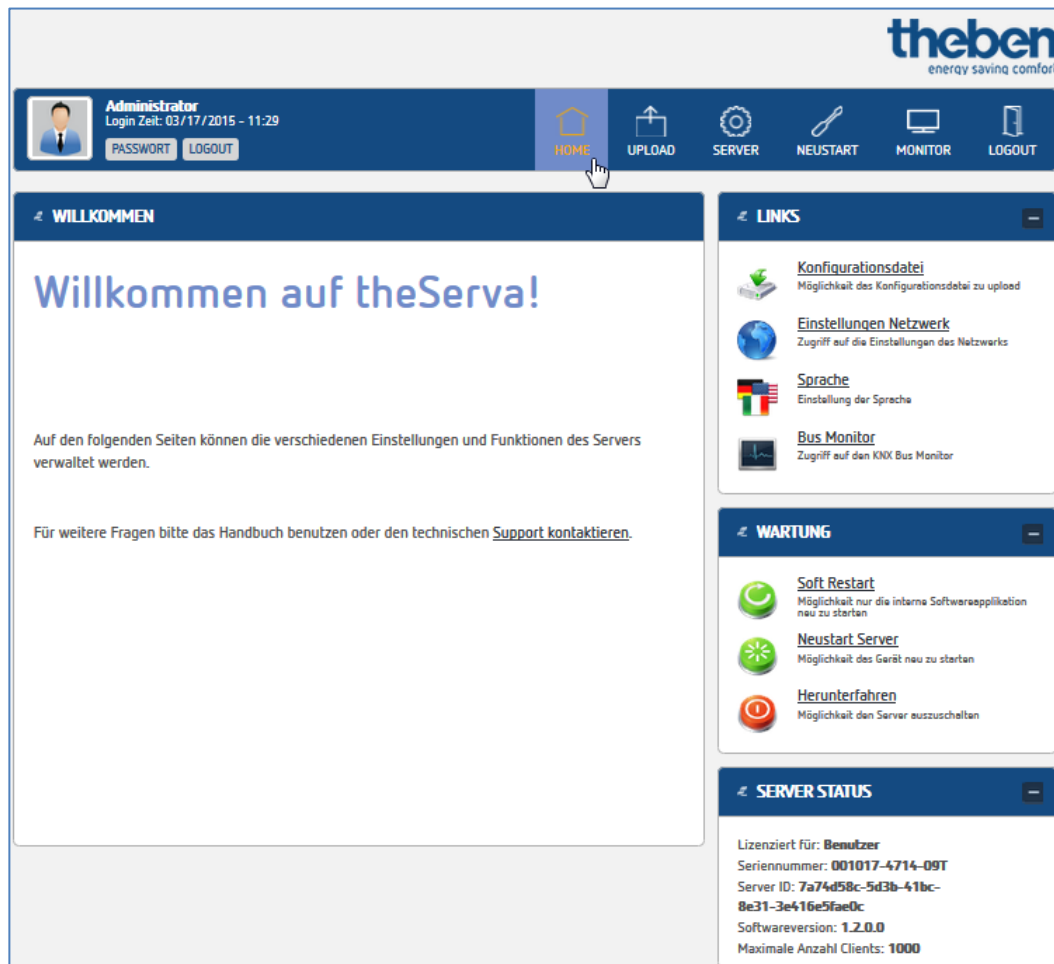 theben
energy saving comfort
Administrator
Login Zeit: 03/17/2015 - 11:29
PASSWORT LOGOUT
HOME UPLOAD SERVER NEUSTART MONITOR LOGOUT
WILLKOMMEN
Willkommen auf theServa!
Auf den folgenden Seiten können die verschiedenen Einstellungen und Funktionen des Servers
verwaltet werden.
Für weitere Fragen bitte das Handbuch benutzen oder den technischen Support kontaktieren.
LINKS
Konfigurationsdatei
Möglichkeit das Konfigurationsdatei zu upload
Einstellungen Netzwerk
Zugriff auf die Einstellungen des Netzwerks
Sprache
Einstellung der Sprache
Bus Monitor
Zugriff auf den KNX Bus Monitor
WARTUNG
Soft Restart
Möglichkeit nur die interne Softwareapplikation
neu zu starten
Neustart Server
Möglichkeit das Gerät neu zu starten
Herunterfahren
Möglichkeit den Server auszuschalten
SERVER STATUS
Lizenziert für: Benutzer
Seriennummer: 001017-4714-09T
Server ID: 7a74d58c-5d3b-41bc-
8e31-3e416e5fae0c
Softwareversion: 1.2.0.0
Maximale Anzahl Clients: 1000